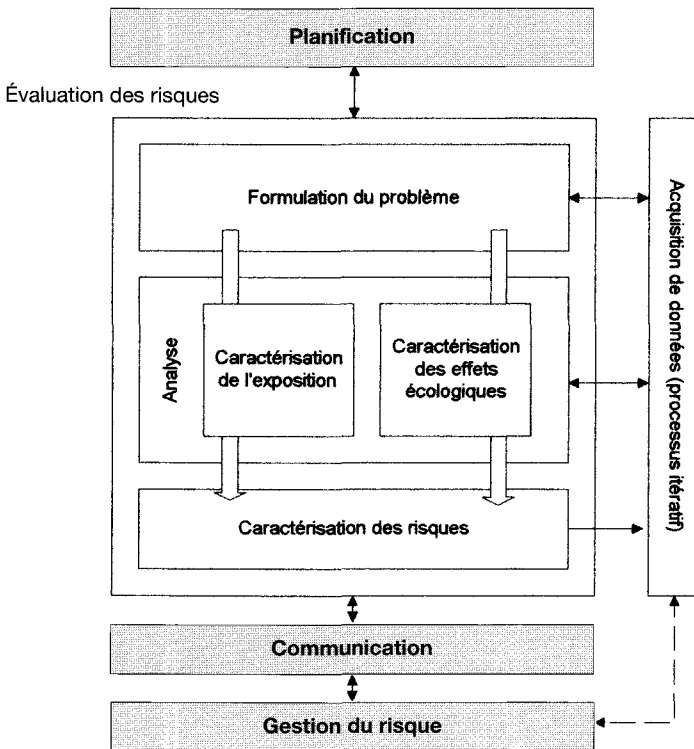 Planification
Évaluation des risques
Formulation du problème
Analyse
Caractérisation
de l'exposition
Caractérisation
des effets
écologiques
Caractérisation des risques
Acquisition de données (processus itératif)
Communication
Gestion du risque